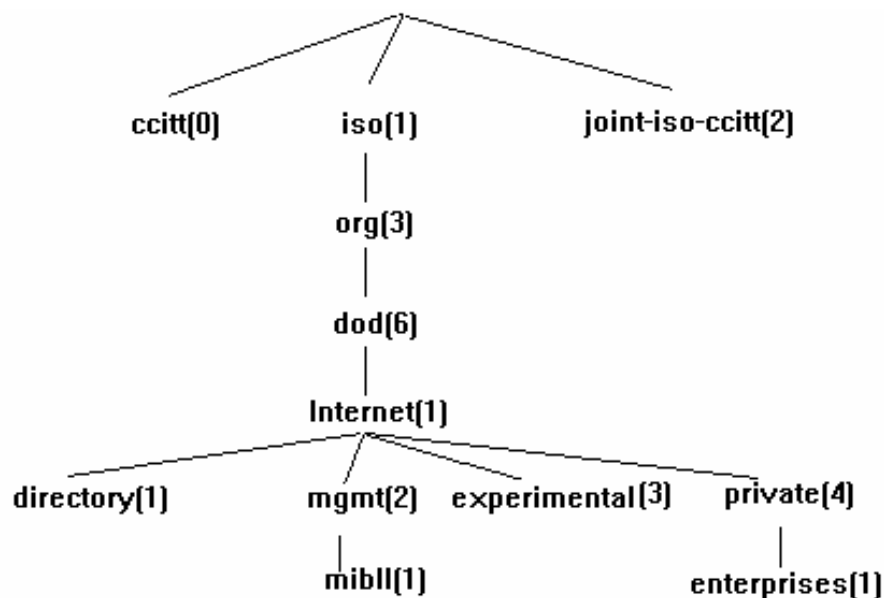 ccitt(0) iso(1) joint-iso-ccitt(2)
org(3)
dod(6)
Internet(1)
directory(1) mgmt(2) experimental(3) private(4)
mibII(1) enterprises(1)